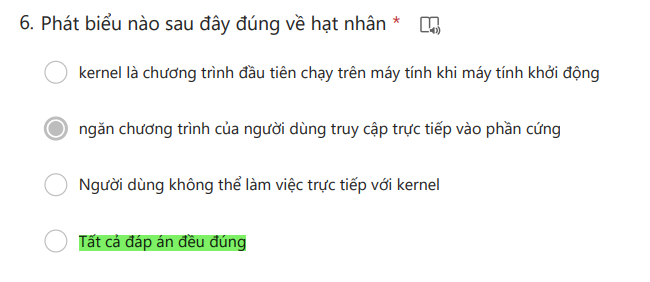 6. Phát biểu nào sau đây đúng về hạt nhân *
kernel là chương trình đầu tiên chạy trên máy tính khi máy tính khởi động
ngăn chương trình của người dùng truy cập trực tiếp vào phần cứng
Người dùng không thể làm việc trực tiếp với kernel
Tất cả đáp án đều đúng